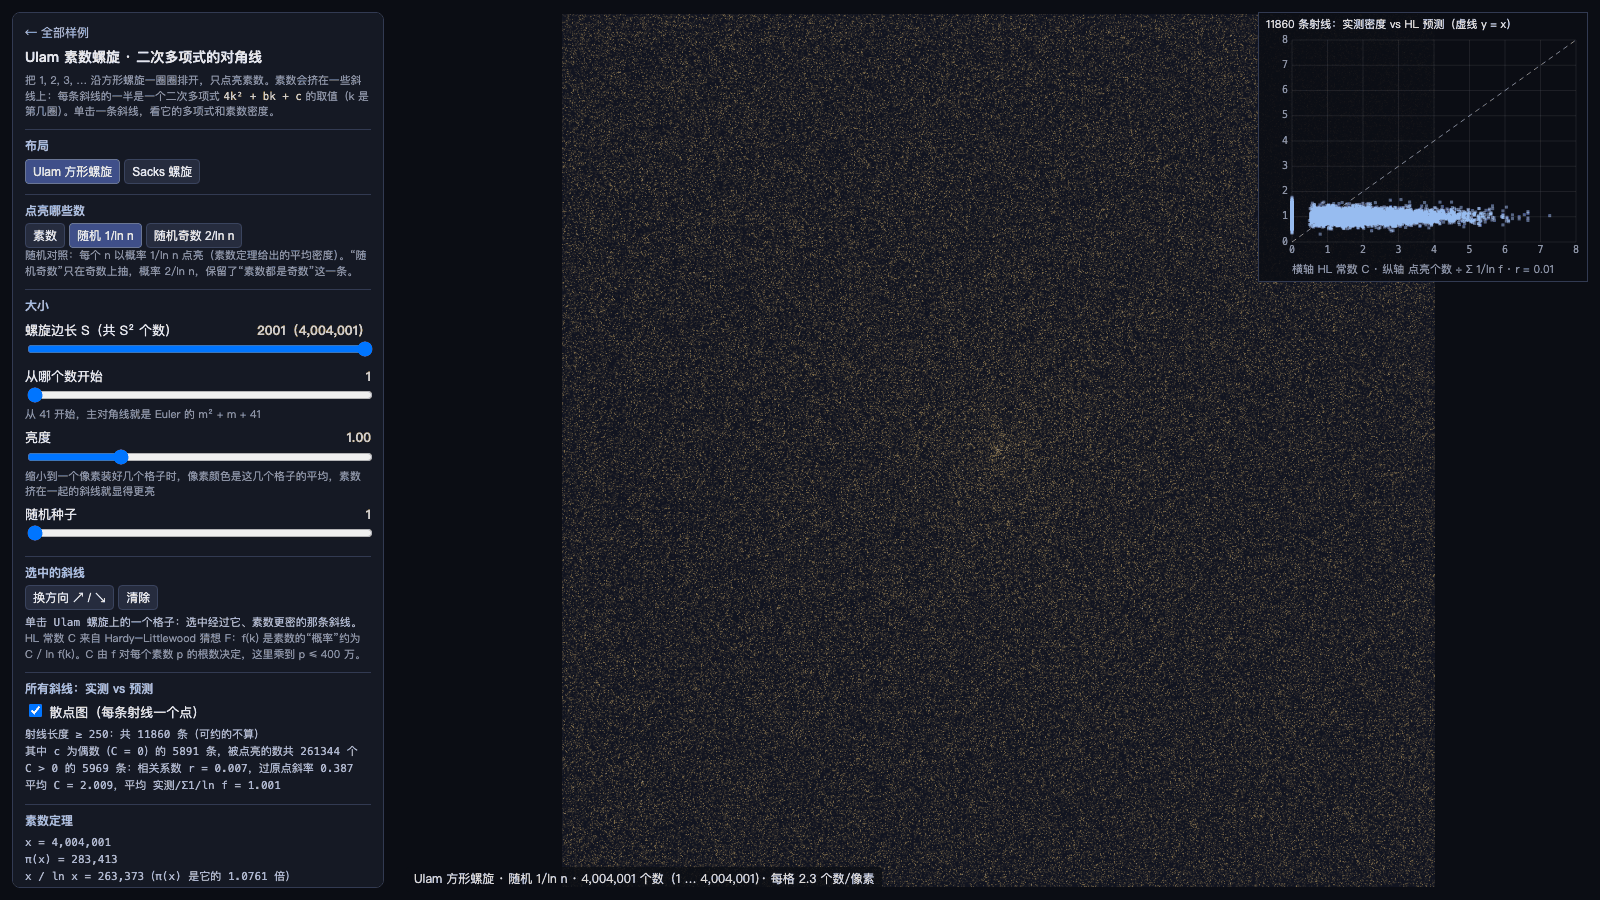 ← 全部样例
Ulam 素数螺旋 · 二次多项式的对角线
把 1, 2, 3, … 沿方形螺旋一圈圈排开，只点亮素数。素数会挤在一些斜
线上：每条斜线的一半是一个二次多项式 4k² + bk + c 的取值（k 是
第几圈）。单击一条斜线，看它的多项式和素数密度。
布局
Ulam 方形螺旋
Sacks 螺旋
点亮哪些数
素数
随机 1/ln n
随机奇数 2/ln n
随机对照：每个 n 以概率 1/ln n 点亮（素数定理给出的平均密度）。“随
机奇数”只在奇数上抽，概率 2/ln n，保留了“素数都是奇数”这一条。
大小
螺旋边长 S（共 S² 个数） 2001（4,004,001）
从哪个数开始 1
从 41 开始，主对角线就是 Euler 的 m² + m + 41
亮度 1.00
缩小到一个像素装好几个格子时，像素颜色是这几个格子的平均，素数
挤在一起的斜线就显得更亮
随机种子 1
选中的斜线
换方向 ↗ / ↘
清除
单击 Ulam 螺旋上的一个格子：选中经过它、素数更密的那条斜线。
HL 常数 C 来自 Hardy—Littlewood 猜想 F：f(k) 是素数的“概率”约为
C / ln f(k)。C 由 f 对每个素数 p 的根数决定，这里乘到 p ≤ 400 万。
所有斜线：实测 vs 预测
散点图（每条射线一个点）
射线长度 ≥ 250：共 11860 条（可约的不算）
其中 c 为偶数（C = 0）的 5891 条，被点亮的数共 261344 个
C > 0 的 5969 条：相关系数 r = 0.007，过原点斜率 0.387
平均 C = 2.009，平均 实测/Σ1/ln f = 1.001
素数定理
x = 4,004,001
π(x) = 283,413
x / ln x = 263,373（π(x) 是它的 1.0761 倍）
11860 条射线：实测密度 vs HL 预测（虚线 y = x）
8
7
6
5
4
3
2
1
0
0 1 2 3 4 5 6 7 8
横轴 HL 常数 C · 纵轴 点亮个数 ÷ Σ 1/ln f · r = 0.01
Ulam 方形螺旋 · 随机 1/ln n · 4,004,001 个数（1 … 4,004,001）· 每格 2.3 个数/像素